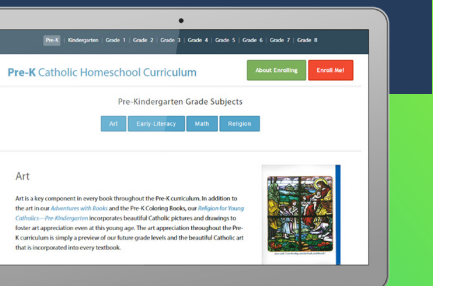 Pre-K | Kindergarten | Grade 1 | Grade 2 | Grade 3 | Grade 4 | Grade 5 | Grade 6 | Grade 7 | Grade 8
Pre-K Catholic Homeschool Curriculum
About Enrolling
Enroll Me!
Pre-Kindergarten Grade Subjects
Art
Early-Literacy
Math
Religion
Art
Art is a key component in every book throughout the Pre-K curriculum. In addition to
the art in our Adventures with Books and the Pre-K Coloring Books, our Religion for Young
Catholics—Pre-Kindergarten incorporates beautiful Catholic pictures and drawings to
foster art appreciation even at this young age. The art appreciation throughout the Pre-
K curriculum is simply a preview of our future grade levels and the beautiful Catholic art
that is incorporated into every textbook.